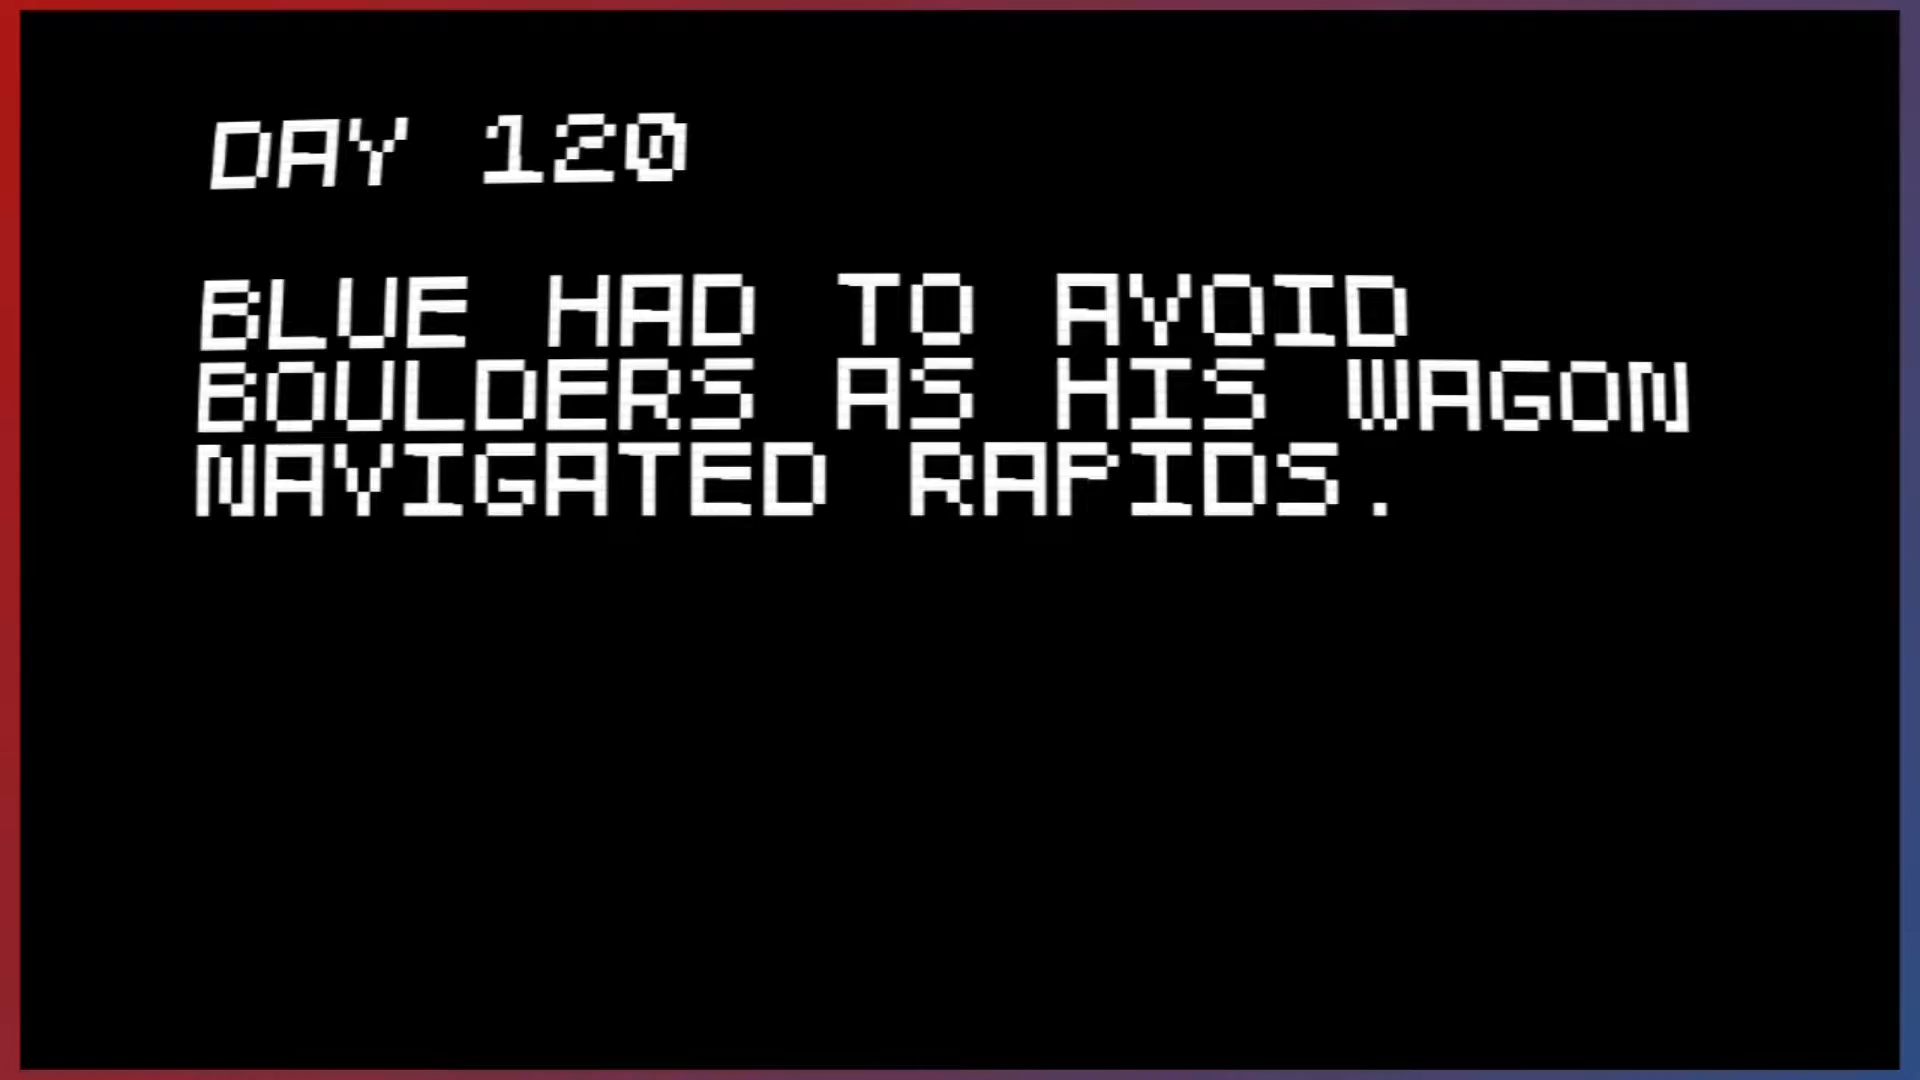 DAY 120
BLUE HAD TO AVOID
BOULDERS AS HIS WAGON
NAVIGATED RAPIDS.